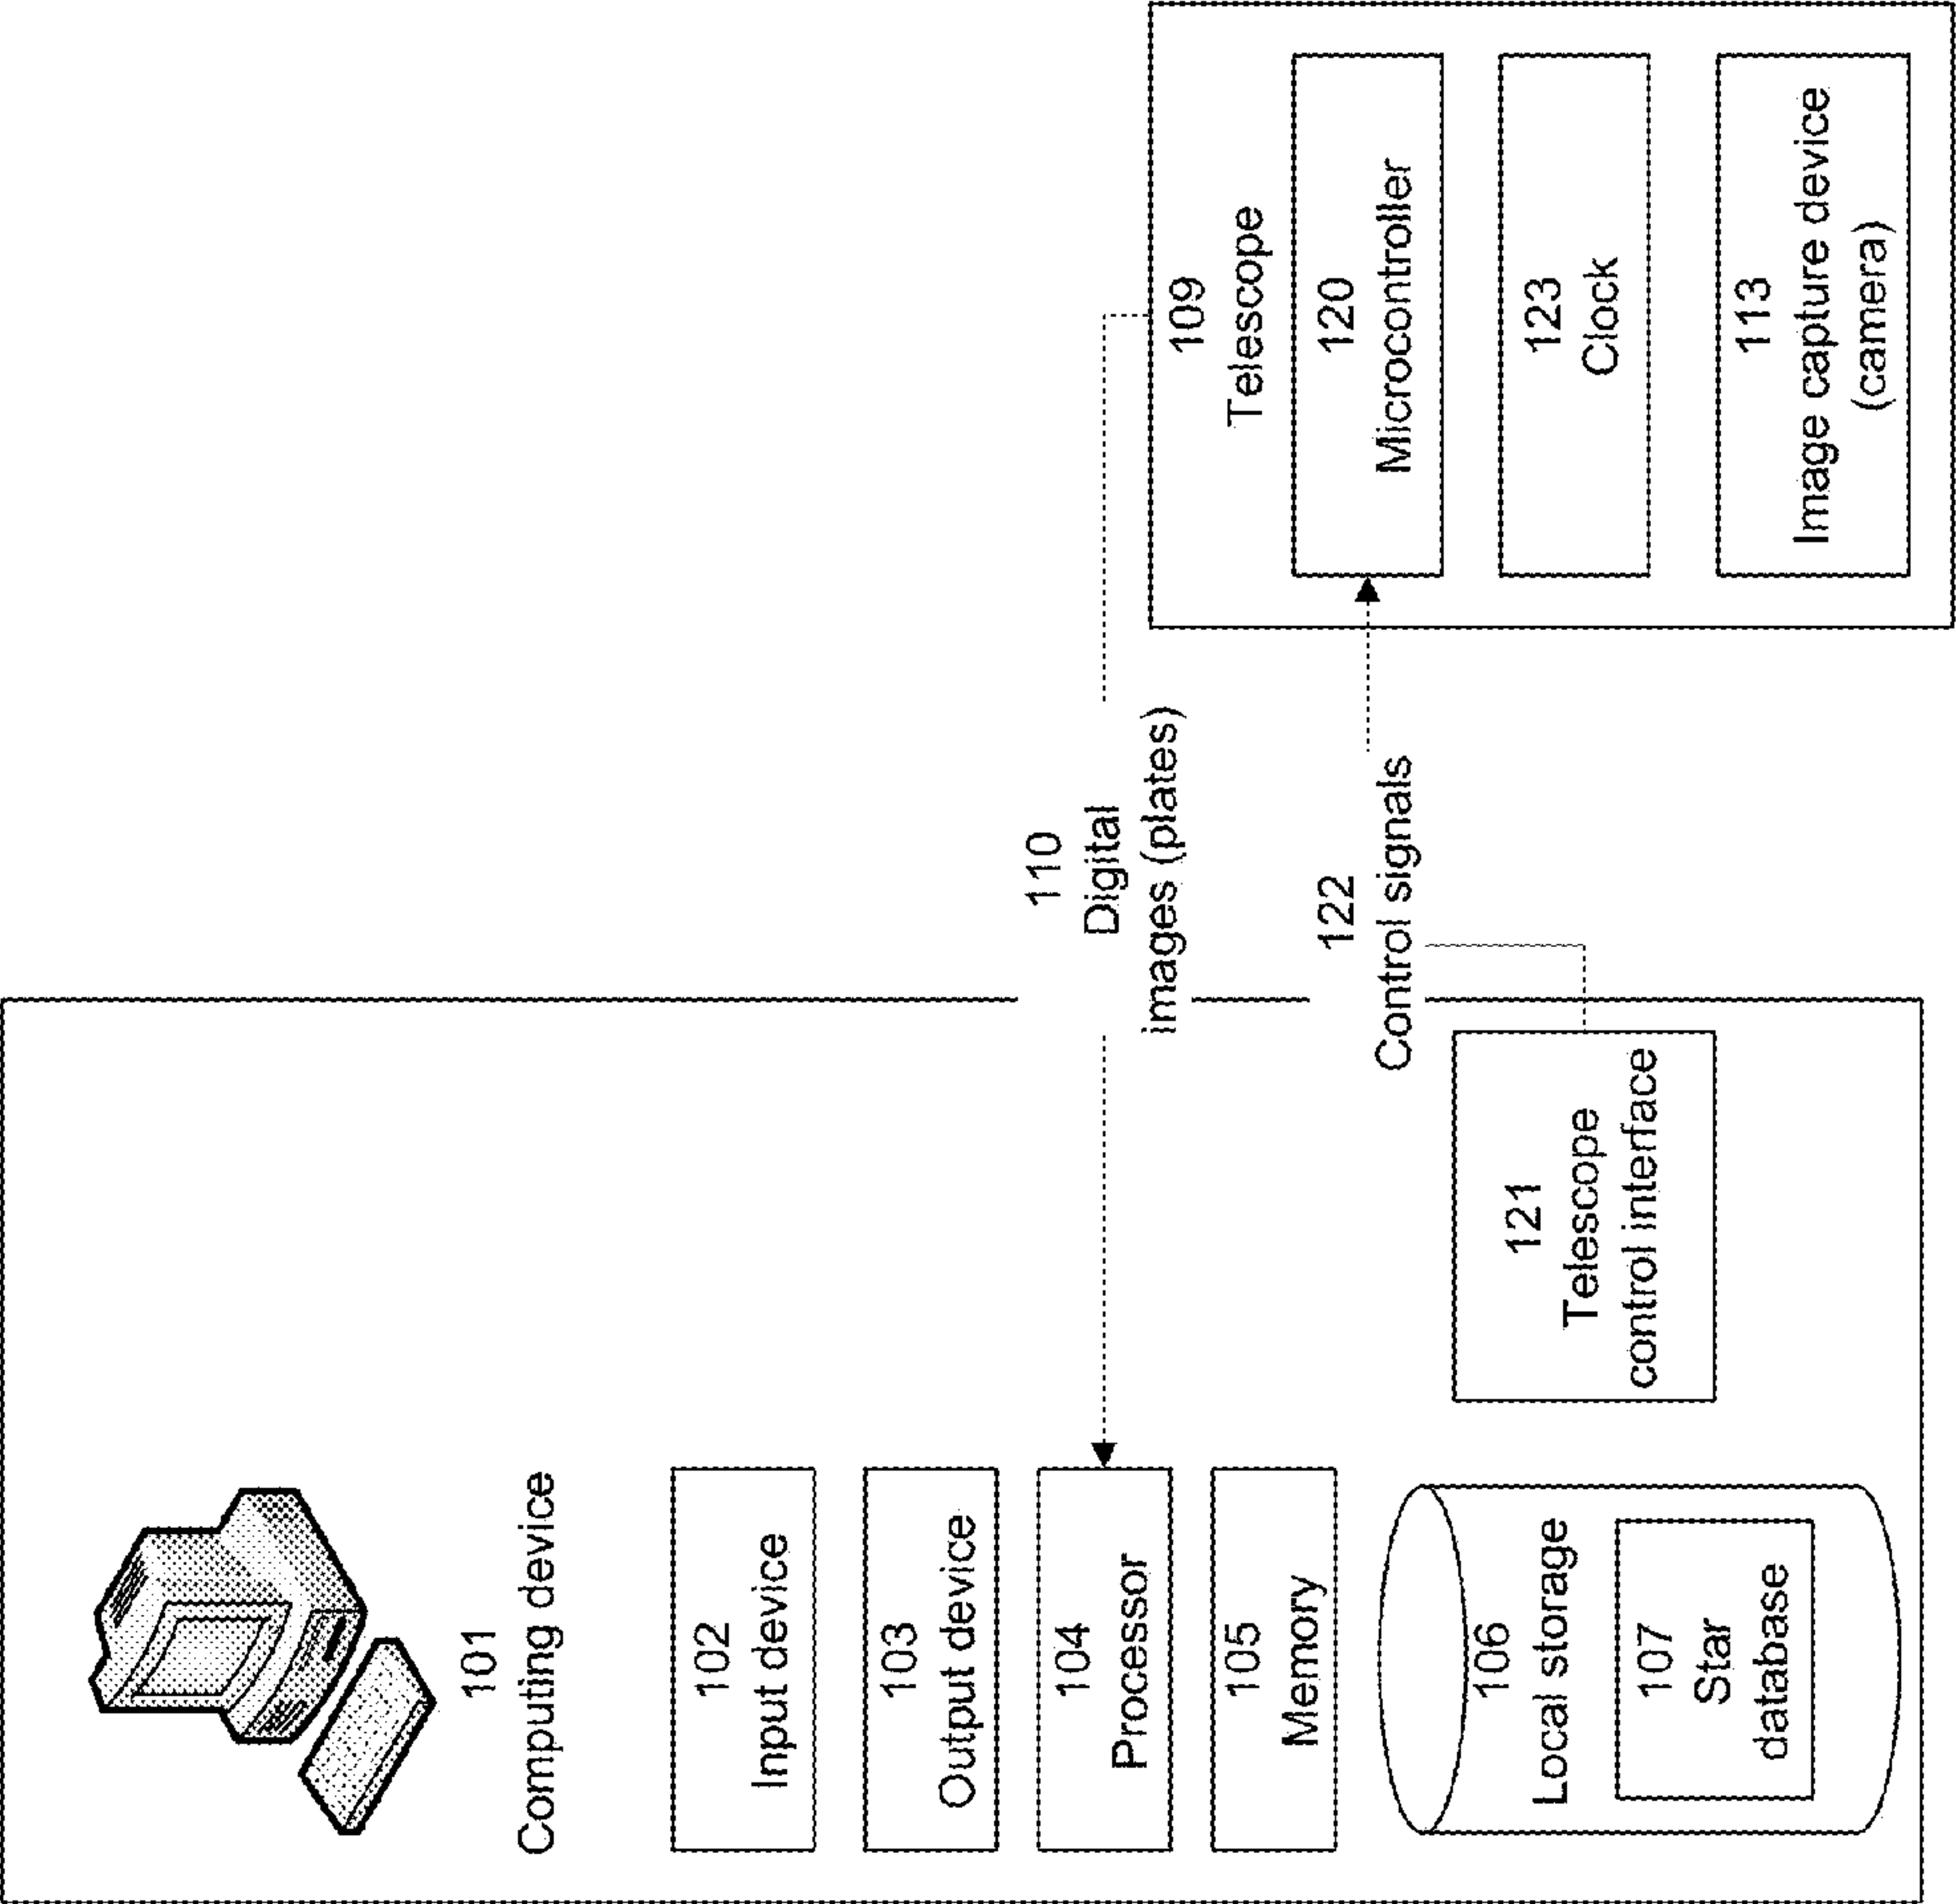 101
Computing device
102
Input device
103
Output device
104
Processor
105
Memory
106
Local storage
107
Star
database
121
Telescope
control interface
110
Digital
images (plates)
122
Control signals
109
Telescope
120
Microcontroller
123
Clock
113
Image capture device
(camera)